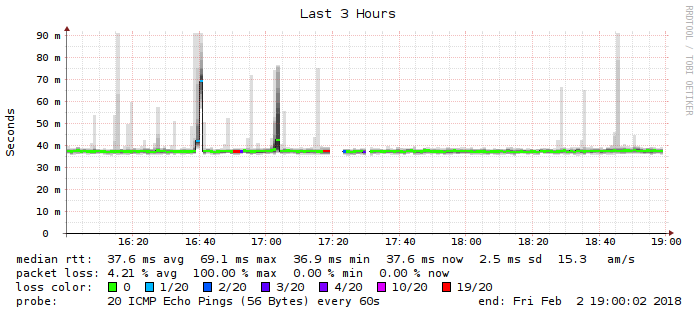 Last 3 Hours
RRDTOOL / TOBI OETIKER
Seconds
90 m
80 m
70 m
60 m
50 m
40 m
30 m
20 m
10 m
0
16:20 16:40 17:00 17:20 17:40 18:00 18:20 18:40 19:00
median rtt: 37.6 ms avg 69.1 ms max 36.9 ms min 37.6 ms now 2.5 ms sd 15.3 am/s
packet loss: 4.21 % avg 100.00 % max 0.00 % min 0.00 % now
loss color: 0 1/20 2/20 3/20 4/20 10/20 19/20
probe: 20 ICMP Echo Pings (56 Bytes) every 60s end: Fri Feb 2 19:00:02 2018